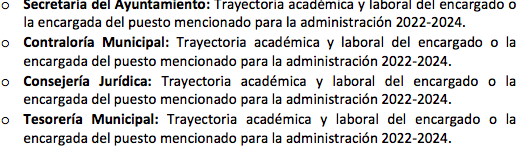 o Secretaría del Ayuntamiento: Trayectoria académica y laboral del encargado o
la encargada del puesto mencionado para la administración 2022-2024.
o Contraloría Municipal: Trayectoria académica y laboral del encargado o la
encargada del puesto mencionado para la administración 2022-2024.
o Consejería Jurídica: Trayectoria académica y laboral del encargado o la
encargada del puesto mencionado para la administración 2022-2024.
o Tesorería Municipal: Trayectoria académica y laboral del encargado o la
encargada del puesto mencionado para la administración 2022-2024.